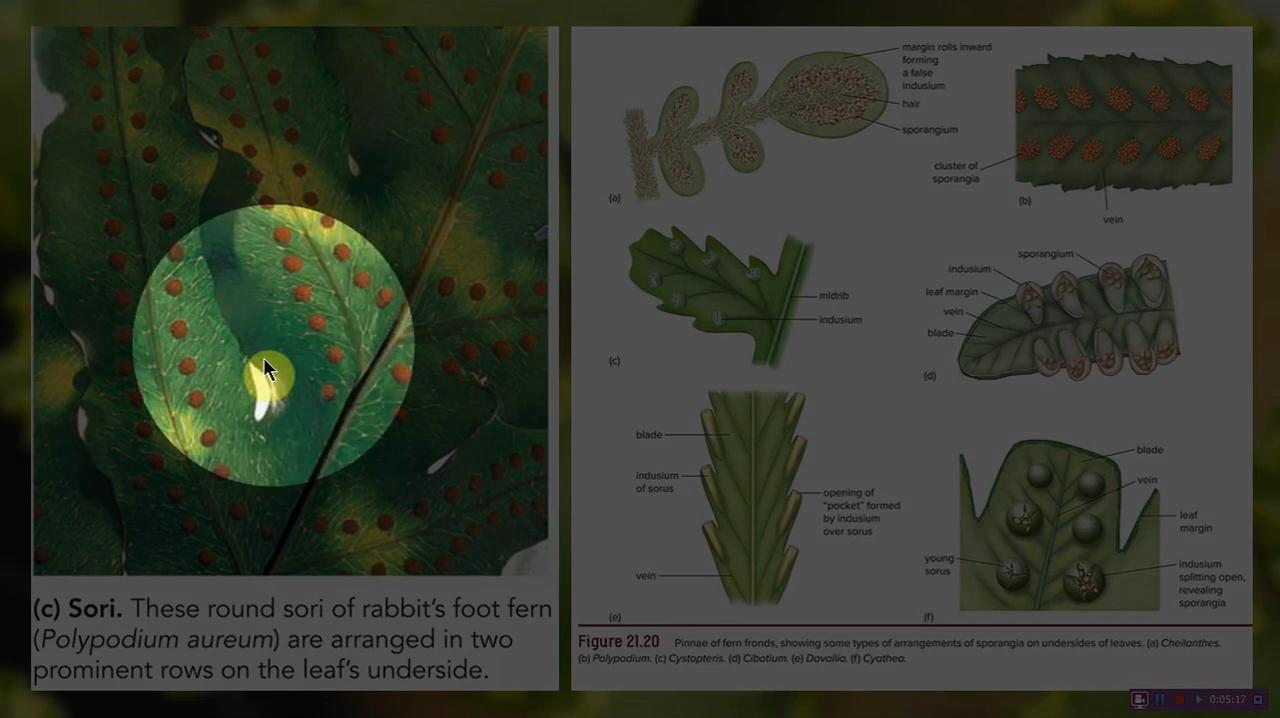 (c) Sori. These round sori of rabbit's foot fern
(Polypodium aureum) are arranged in two
prominent rows on the leaf's underside.
margin rolls inward
forming
a false
indusium
hair
sporangium
(a)
cluster of
sporangia
(b)
vein
midrib
indusium
(c)
sporangium
indusium
leaf margin
vein
blade
(d)
blade
indusium
of sorus
opening of
"pocket" formed
by indusium
over sorus
vein
(e)
blade
vein
leaf
margin
young
sorus
indusium
splitting open,
revealing
sporangia
(f)
Figure 21.20 Pinnae of fern fronds, showing some types of arrangements of sporangia on undersides of leaves. (a) Cheilanthes.
(b) Polypodium. (c) Cystopteris. (d) Cibotium. (e) Davallia. (f) Cyathea.
0:05:17